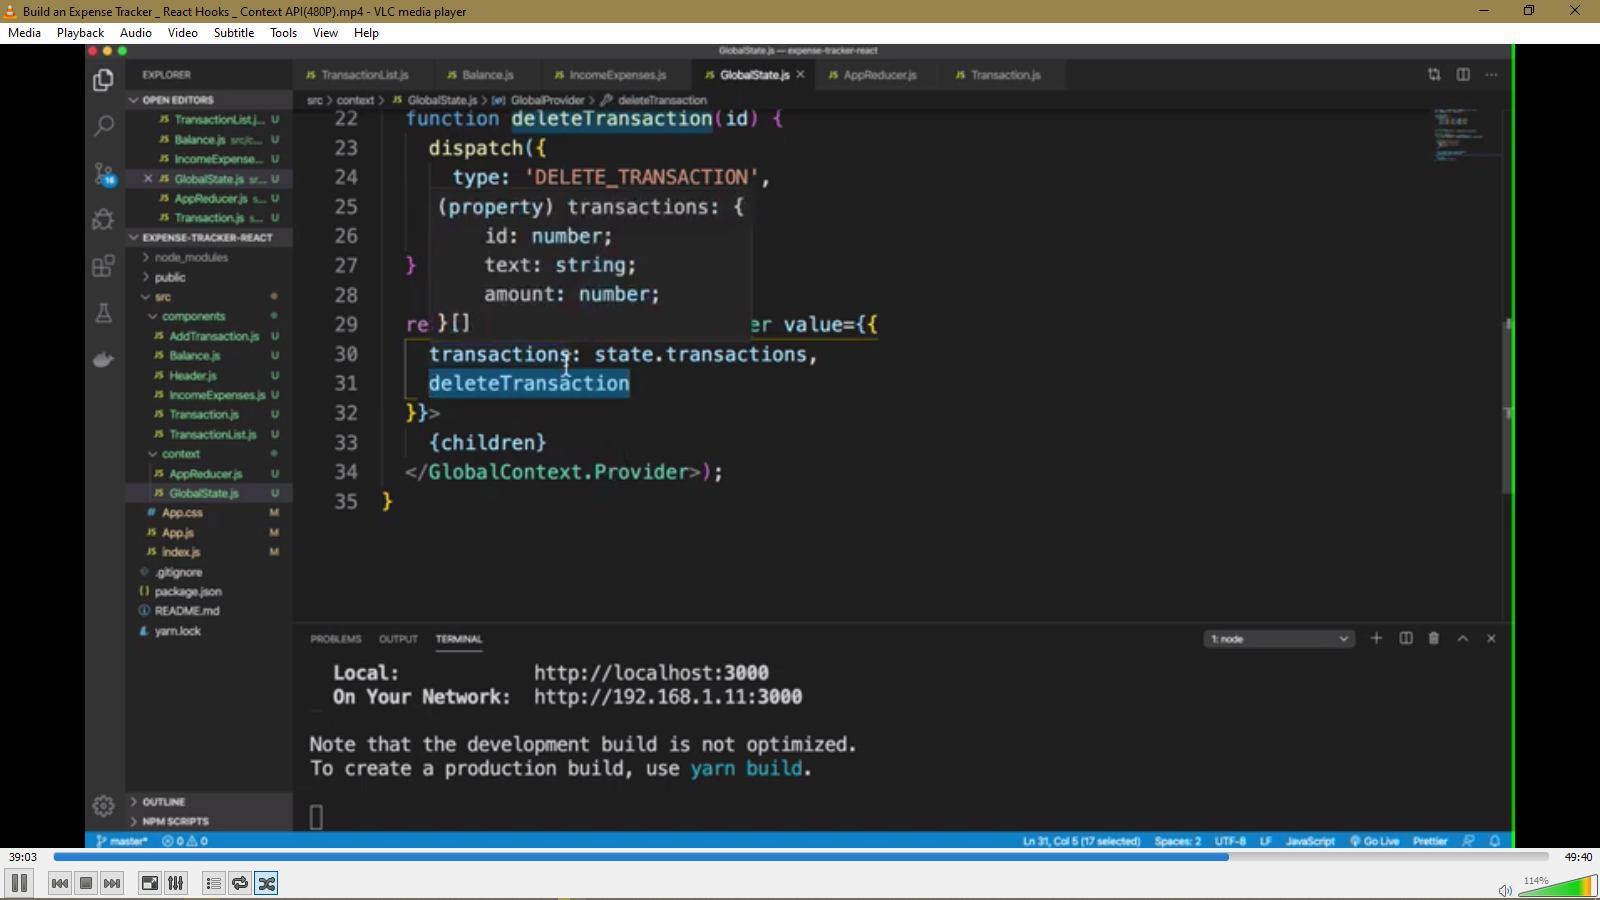 Build an Expense Tracker _ React Hooks _ Context API(480P).mp4 - VLC media player
Media Playback Audio Video Subtitle Tools View Help
GlobalState.js — expense-tracker-react
EXPLORER
JS TransactionList.js JS Balance.js JS IncomeExpenses.js JS GlobalState.js JS AppReducer.js JS Transaction.js
OPEN EDITORS
src > context > JS GlobalState.js > GlobalProvider > deleteTransaction
JS TransactionList.j... U
JS Balance.js src/c... U
JS IncomeExpense... U
JS GlobalState.js sr... U
JS AppReducer.js s... U
JS Transaction.js s... U
EXPENSE-TRACKER-REACT
node_modules
public
src
components
JS AddTransaction.js U
JS Balance.js U
JS Header.js U
JS IncomeExpenses.js U
JS Transaction.js U
JS TransactionList.js U
context
JS AppReducer.js U
JS GlobalState.js U
# App.css M
JS App.js M
JS index.js M
.gitignore
package.json
README.md
yarn.lock
OUTLINE
NPM SCRIPTS
16
22 function deleteTransaction(id) {
23 dispatch({
24 type: 'DELETE_TRANSACTION',
25 (property) transactions: {
26 id: number;
27 } text: string;
28 amount: number;
29 re }[] er value={{
30 transactions: state.transactions,
31 deleteTransaction
32 }}>
33 {children}
34 </GlobalContext.Provider>);
35 }
PROBLEMS OUTPUT TERMINAL 1: node
Local: http://localhost:3000
On Your Network: http://192.168.1.11:3000
Note that the development build is not optimized.
To create a production build, use yarn build.
master* 0 0 Ln 31, Col 5 (17 selected) Spaces: 2 UTF-8 LF JavaScript Go Live Prettier
39:03 49:40
114%